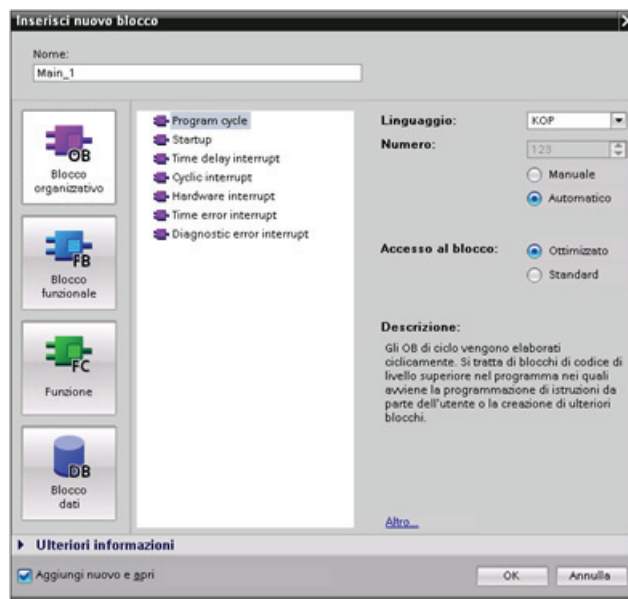 Inserisci nuovo blocco
Nome:
Main_1
OB
Blocco
organizzativo
FB
Blocco
funzionale
FC
Funzione
DB
Blocco
dati
Program cycle
Startup
Time delay interrupt
Cyclic interrupt
Hardware interrupt
Time error interrupt
Diagnostic error interrupt
Linguaggio:
KOP
Numero:
123
Manuale
Automatico
Accesso al blocco:
Ottimizzato
Standard
Descrizione:
Gli OB di ciclo vengono elaborati
ciclicamente. Si tratta di blocchi di codice di
livello superiore nel programma nei quali
avviene la programmazione di istruzioni da
parte dell'utente o la creazione di ulteriori
blocchi.
Altro...
Ulteriori informazioni
Aggiungi nuovo e apri
OK
Annulla